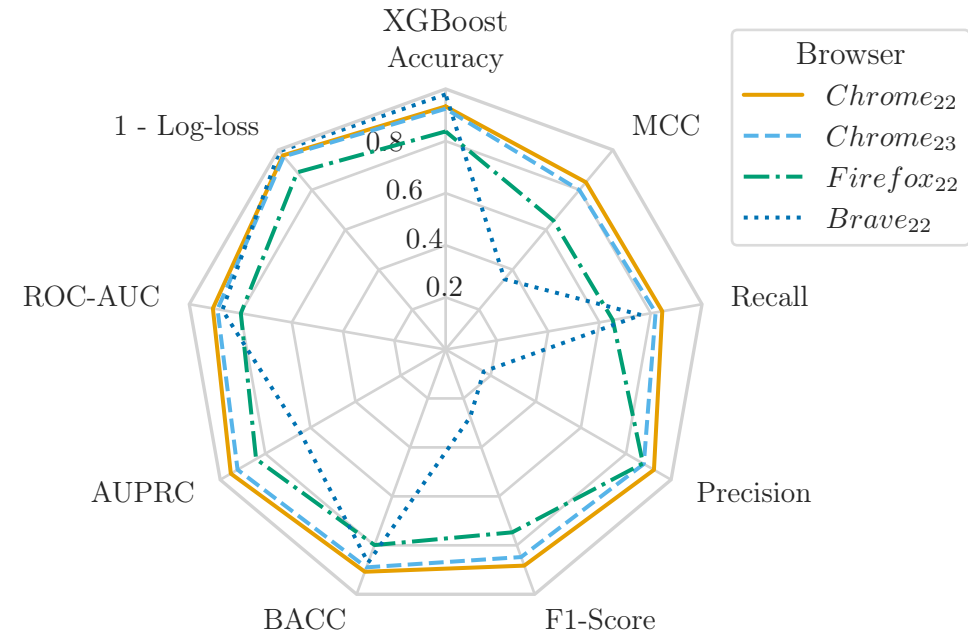 XGBoost
Accuracy
1 - Log-loss
MCC
0.8
0.6
0.4
0.2
ROC-AUC
Recall
AUPRC
Precision
BACC
F1-Score
Browser
Chrome₂₂
Chrome₂₃
Firefox₂₂
Brave₂₂